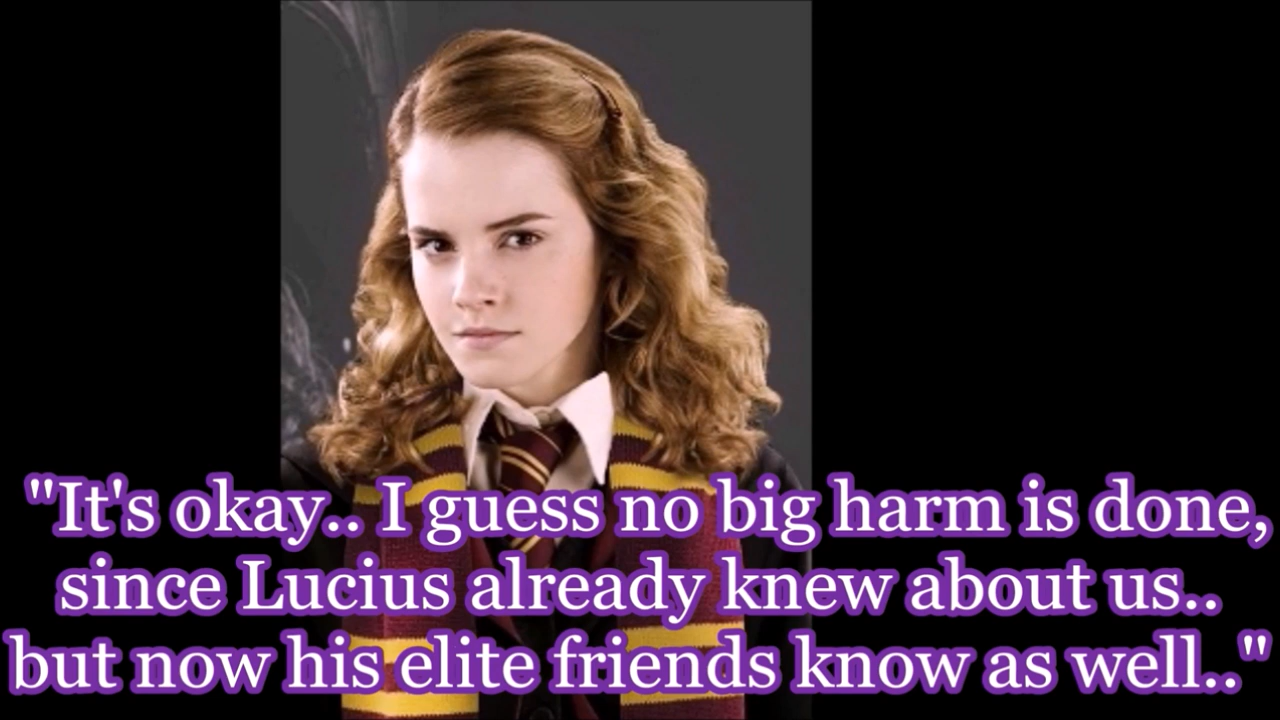 "It's okay.. I guess no big harm is done,
since Lucius already knew about us..
but now his elite friends know as well.."